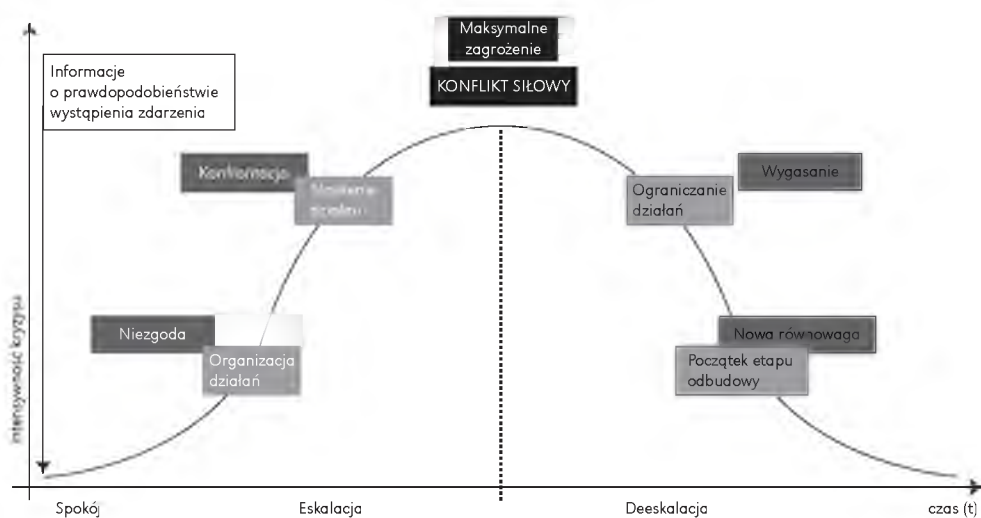 Maksymalne
zagrożenie
KONFLIKT SIŁOWY
Informacje
o prawdopodobieństwie
wystąpienia zdarzenia
Konfrontacja
Ograniczanie
działań
Wygasanie
Niezgoda
Organizacja
działań
Nowa równowaga
Początek etapu
odbudowy
intensywność kryzysu
Spokój
Eskalacja
Deeskalacja
czas (t)